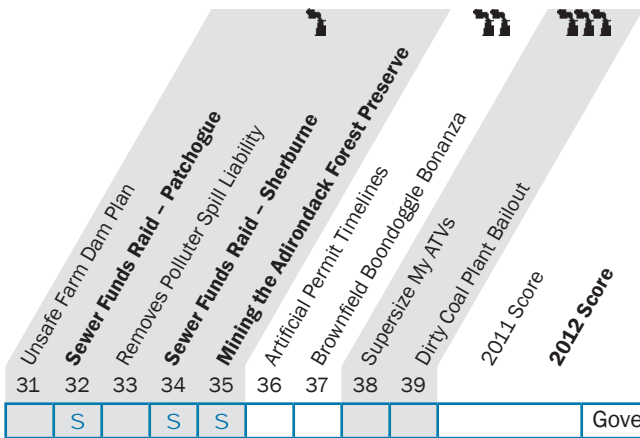 Unsafe Farm Dam Plan
Sewer Funds Raid – Patchogue
Removes Polluter Spill Liability
Sewer Funds Raid – Sherburne
Mining the Adirondack Forest Preserve
Artificial Permit Timelines
Brownfield Boondoggle Bonanza
Supersize My ATVs
Dirty Coal Plant Bailout
2011 Score
2012 Score
31 32 33 34 35 36 37 38 39
S S S Gove